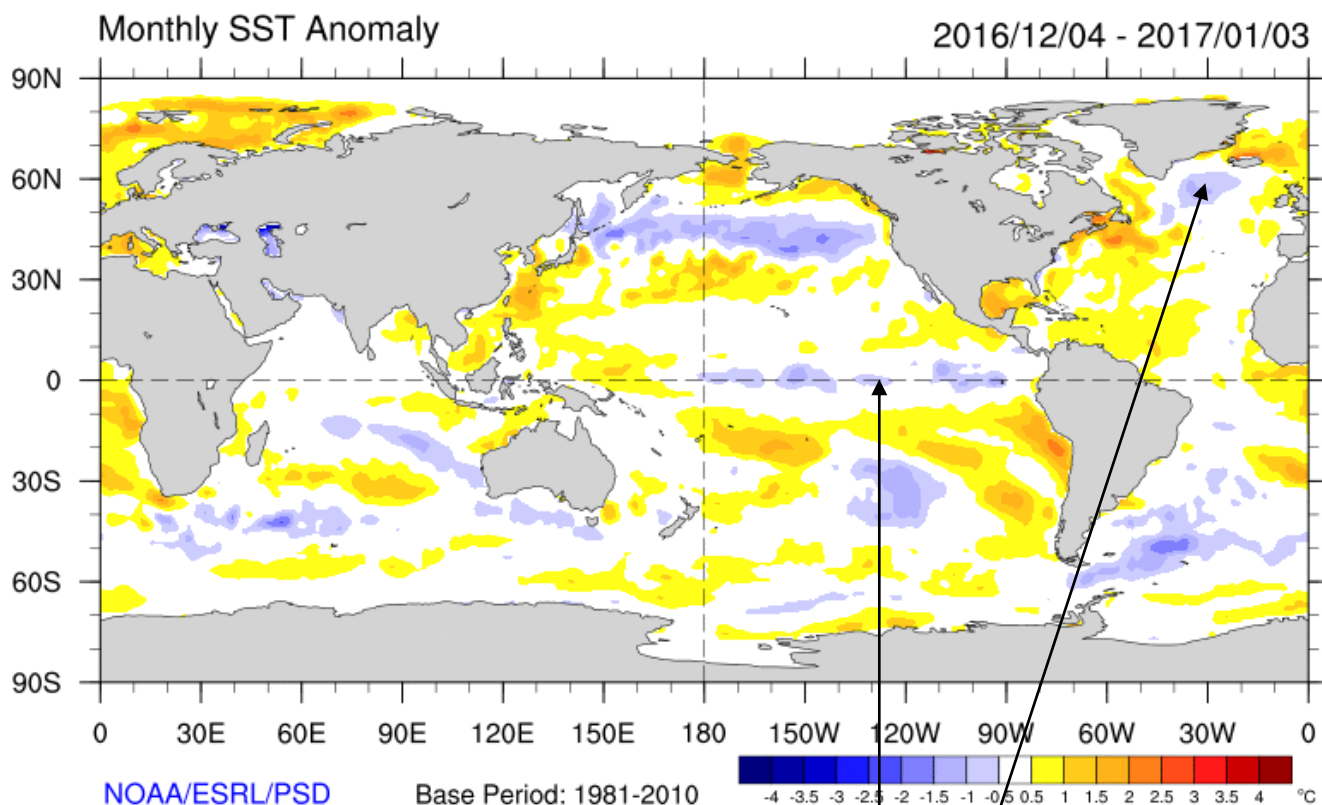 Monthly SST Anomaly 2016/12/04 - 2017/01/03
90N
60N
30N
0
30S
60S
90S
0 30E 60E 90E 120E 150E 180 150W 120W 90W 60W 30W 0
NOAA/ESRL/PSD Base Period: 1981-2010
-4 -3.5 -3 -2.5 -2 -1.5 -1 -0.5 0.5 1 1.5 2 2.5 3 3.5 4 °C